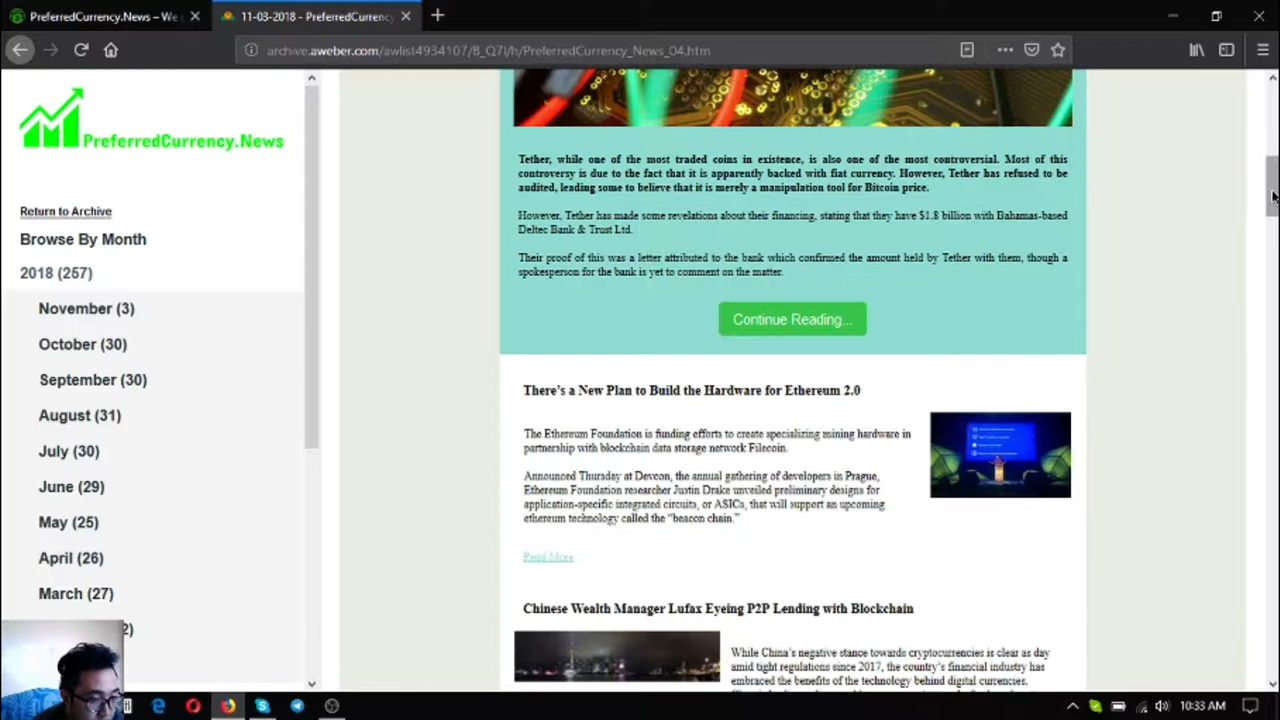 PreferredCurrency.News – We
11-03-2018 - PreferredCurrency
archive.aweber.com/awlist4934107/8_Q7I/h/PreferredCurrency_News_04.htm
PreferredCurrency.News
Return to Archive
Browse By Month
2018 (257)
November (3)
October (30)
September (30)
August (31)
July (30)
June (29)
May (25)
April (26)
March (27)
2)
Tether, while one of the most traded coins in existence, is also one of the most controversial. Most of this
controversy is due to the fact that it is apparently backed with fiat currency. However, Tether has refused to be
audited, leading some to believe that it is merely a manipulation tool for Bitcoin price.
However, Tether has made some revelations about their financing, stating that they have $1.8 billion with Bahamas-based
Deltec Bank & Trust Ltd.
Their proof of this was a letter attributed to the bank which confirmed the amount held by Tether with them, though a
spokesperson for the bank is yet to comment on the matter.
Continue Reading...
There's a New Plan to Build the Hardware for Ethereum 2.0
The Ethereum Foundation is funding efforts to create specializing mining hardware in
partnership with blockchain data storage network Filecoin.
Announced Thursday at Devcon, the annual gathering of developers in Prague,
Ethereum Foundation researcher Justin Drake unveiled preliminary designs for
application-specific integrated circuits, or ASICs, that will support an upcoming
ethereum technology called the "beacon chain."
Read More
Chinese Wealth Manager Lufax Eyeing P2P Lending with Blockchain
While China's negative stance towards cryptocurrencies is clear as day
amid tight regulations since 2017, the country's financial industry has
embraced the benefits of the technology behind digital currencies.
10:33 AM